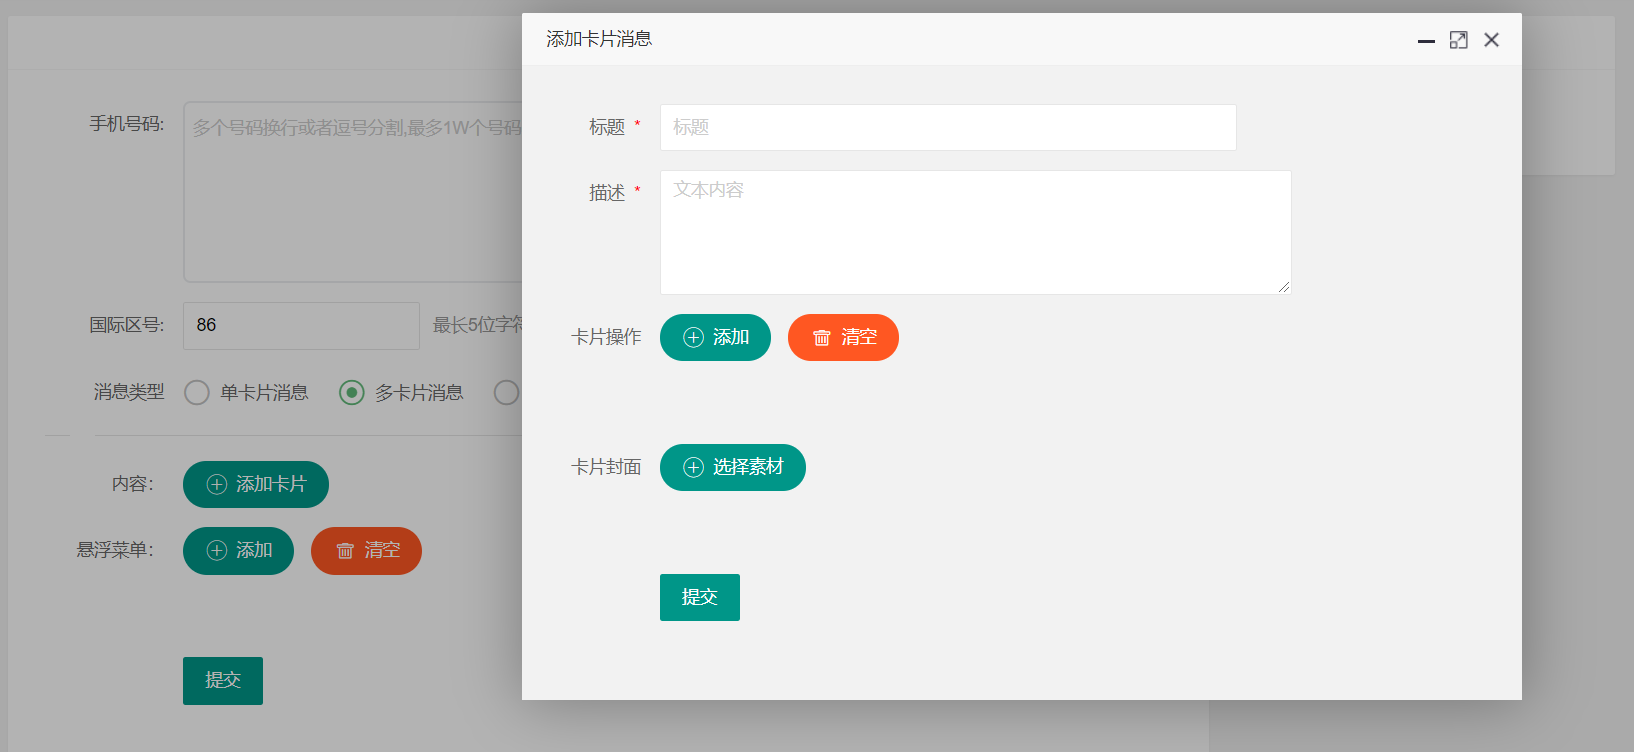 添加卡片消息
标题 *
标题
描述 *
文本内容
卡片操作
添加
清空
卡片封面
选择素材
提交
手机号码:
多个号码换行或者逗号分割,最多1W个号码
国际区号:
86
最长5位字符
消息类型
单卡片消息
多卡片消息
内容:
添加卡片
悬浮菜单:
添加
清空
提交